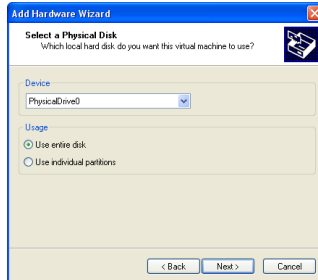 Add Hardware Wizard
Select a Physical Disk
Which local hard disk do you want this virtual machine to use?
Device
PhysicalDrive0
Usage
Use entire disk
Use individual partitions
< Back
Next >
Cancel